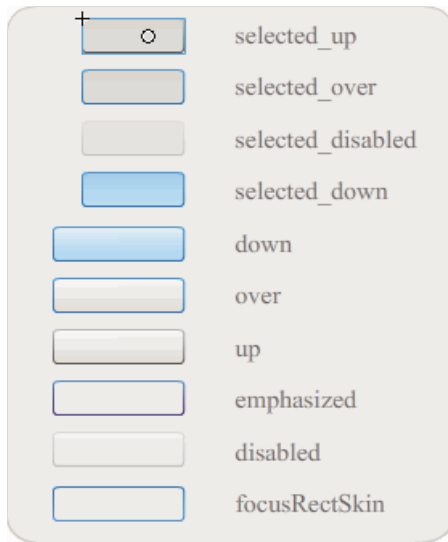 selected_up
selected_over
selected_disabled
selected_down
down
over
up
emphasized
disabled
focusRectSkin